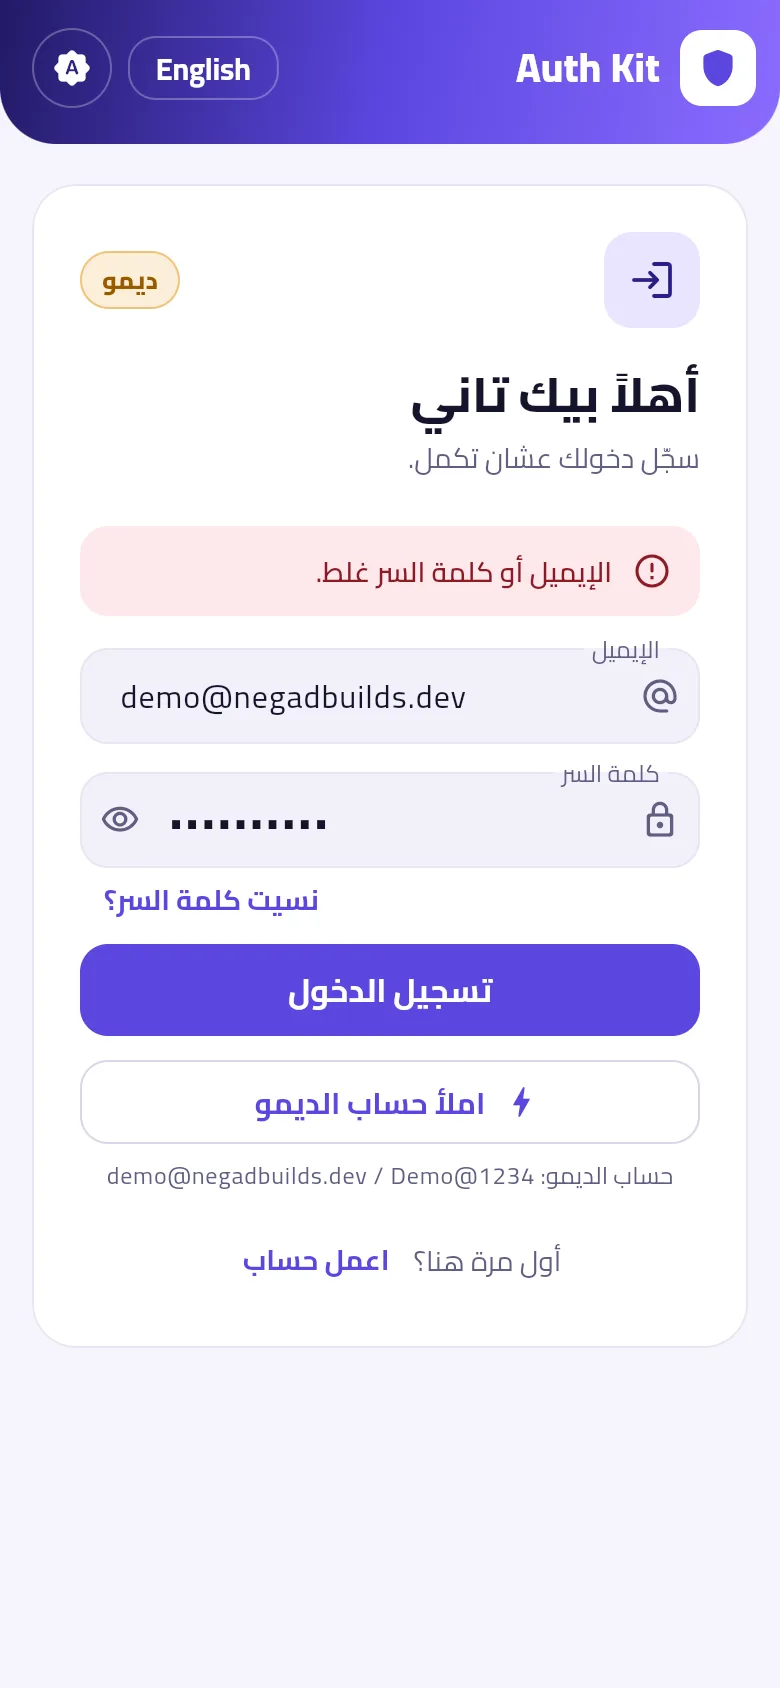 Auth Kit
English
A
ديمو
أهلاً بيك تاني
سجّل دخولك عشان تكمل.
الإيميل أو كلمة السر غلط.
الإيميل
demo@negadbuilds.dev
كلمة السر
نسيت كلمة السر؟
تسجيل الدخول
املأ حساب الديمو
حساب الديمو: demo@negadbuilds.dev / Demo@1234
أول مرة هنا؟ اعمل حساب